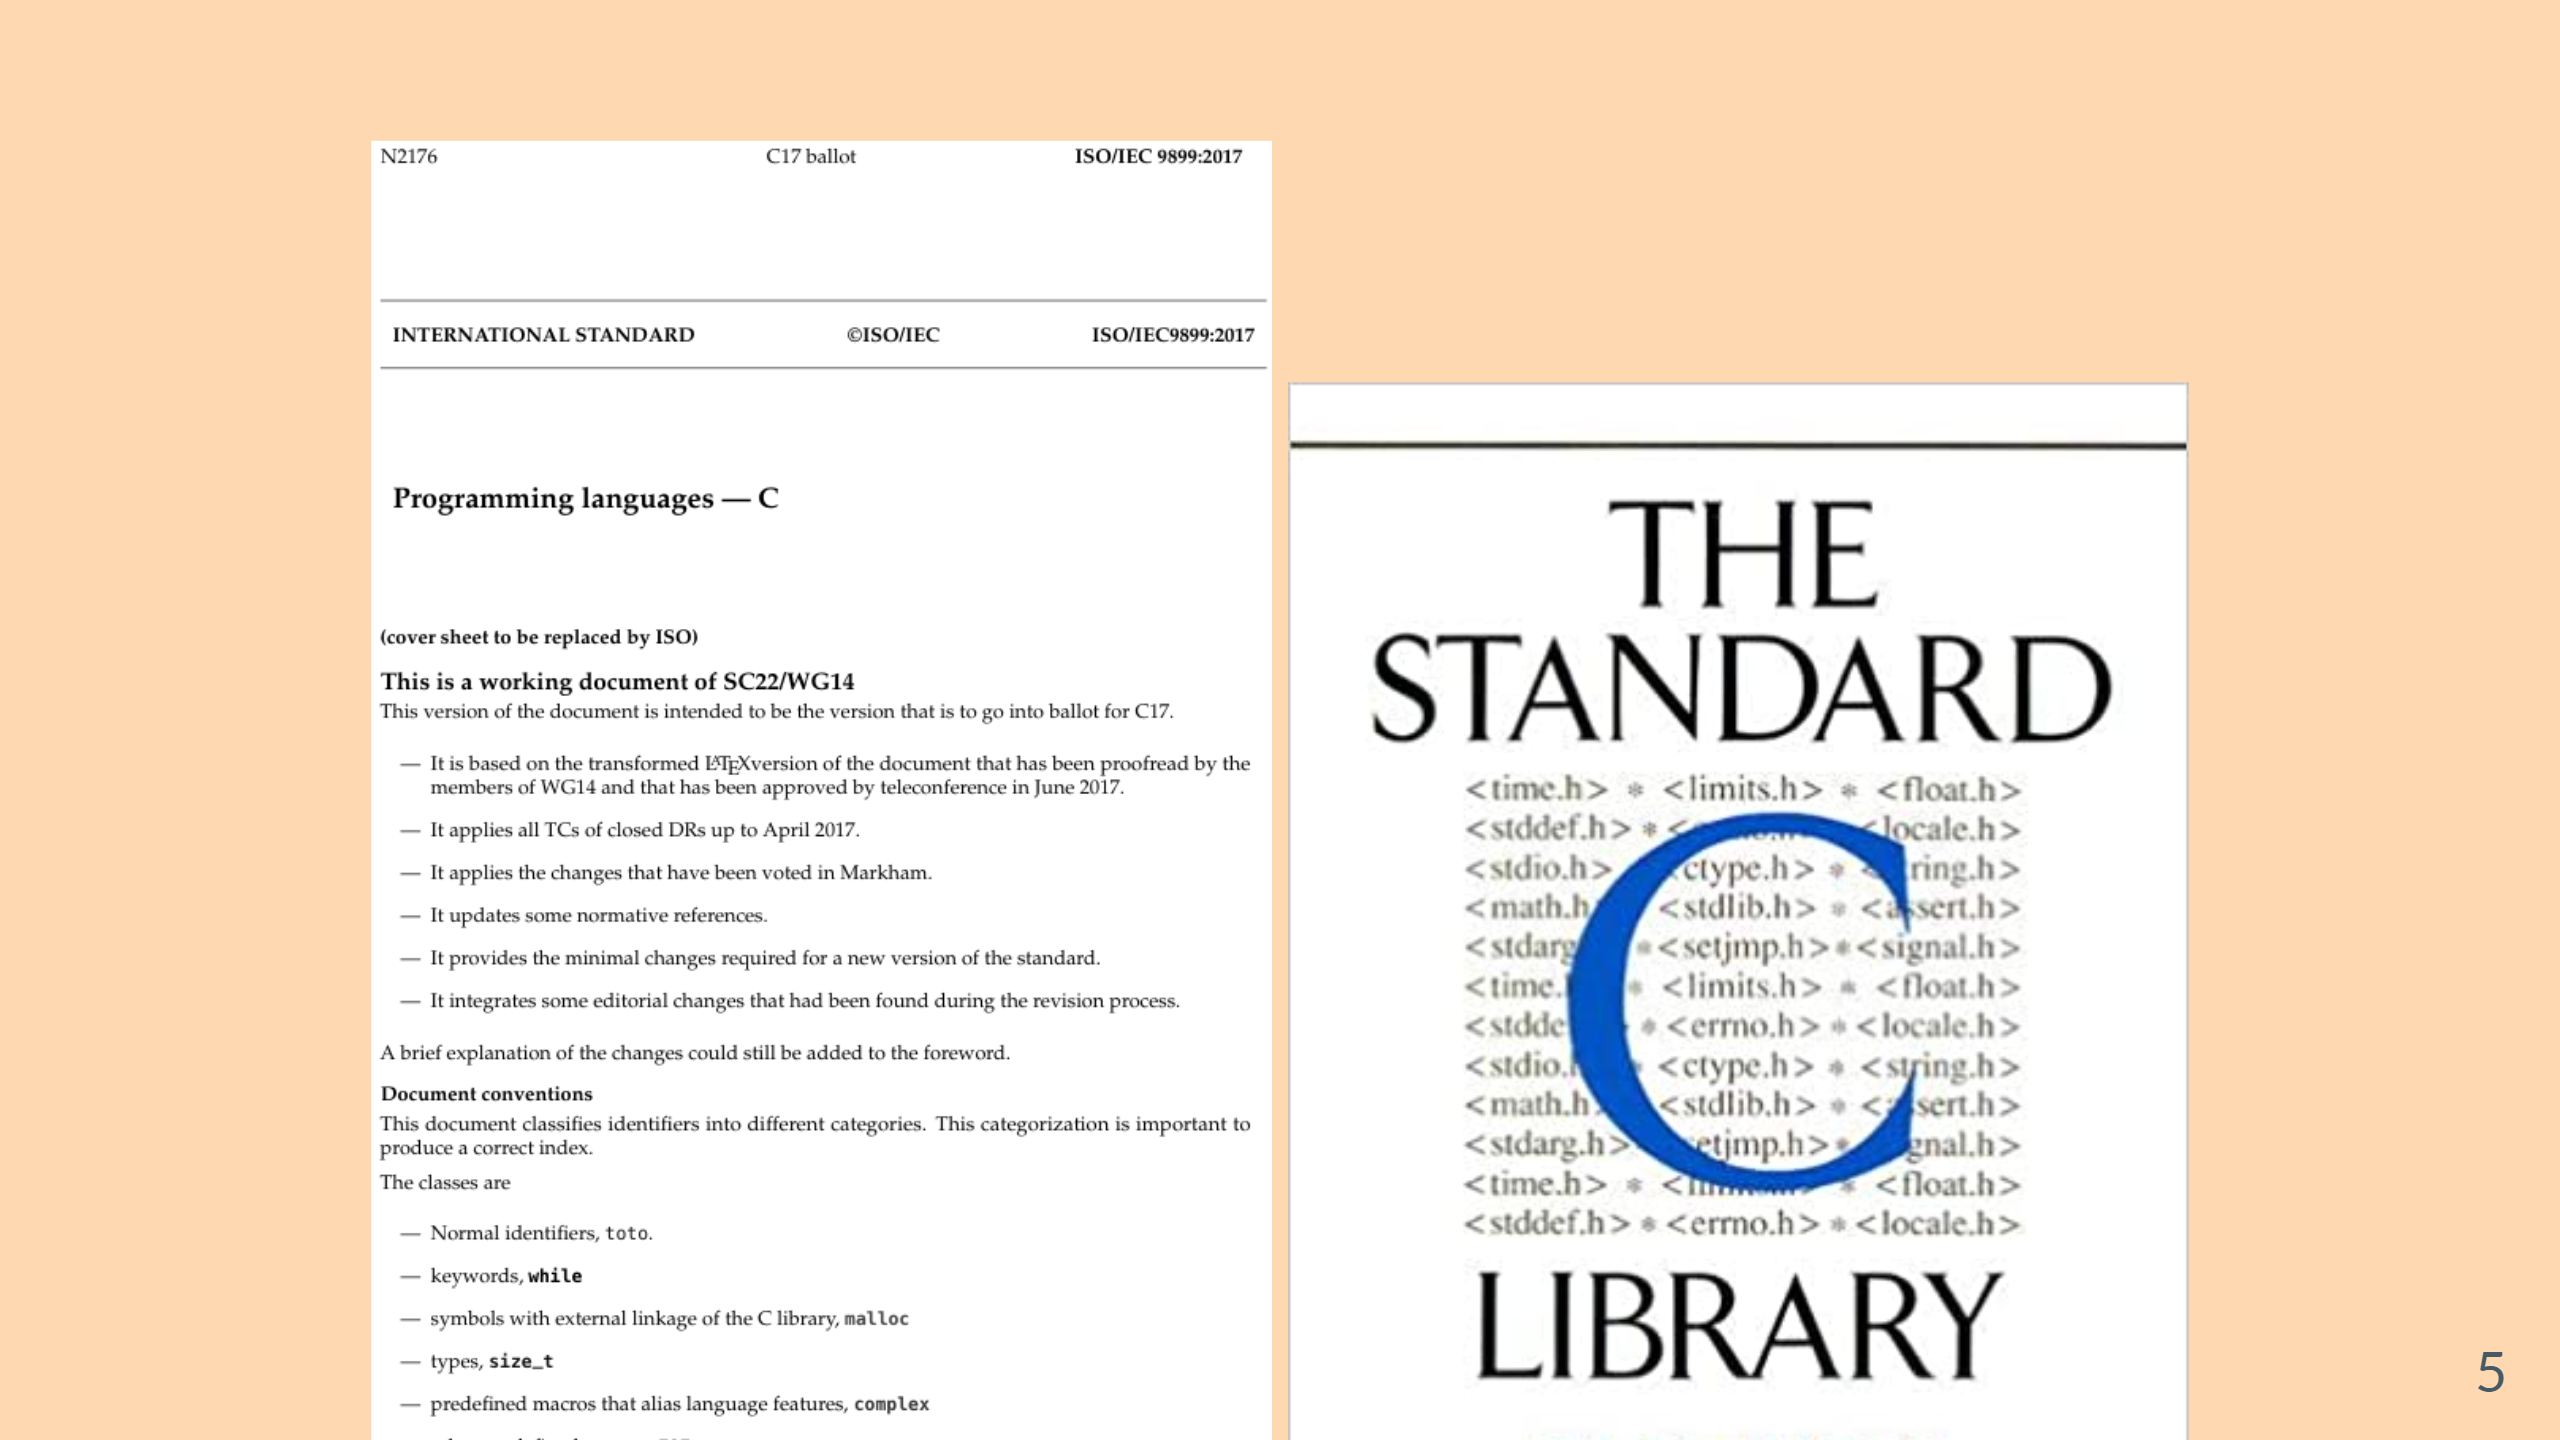 N2176 C17 ballot ISO/IEC 9899:2017
INTERNATIONAL STANDARD ©ISO/IEC ISO/IEC9899:2017
Programming languages — C
(cover sheet to be replaced by ISO)
This is a working document of SC22/WG14
This version of the document is intended to be the version that is to go into ballot for C17.
— It is based on the transformed LATEXversion of the document that has been proofread by the
members of WG14 and that has been approved by teleconference in June 2017.
— It applies all TCs of closed DRs up to April 2017.
— It applies the changes that have been voted in Markham.
— It updates some normative references.
— It provides the minimal changes required for a new version of the standard.
— It integrates some editorial changes that had been found during the revision process.
A brief explanation of the changes could still be added to the foreword.
Document conventions
This document classifies identifiers into different categories. This categorization is important to
produce a correct index.
The classes are
— Normal identifiers, toto.
— keywords, while
— symbols with external linkage of the C library, malloc
— types, size_t
— predefined macros that alias language features, complex
THE
STANDARD
<time.h> * <limits.h> * <float.h>
<stddef.h> * < locale.h>
<stdio.h> ctype.h> * < ring.h>
<math.h <stdlib.h> * <assert.h>
<stdarg * <setjmp.h> * <signal.h>
<time. * <limits.h> * <float.h>
<stdde * <errno.h> * <locale.h>
<stdio. <ctype.h> * <string.h>
<math.h <stdlib.h> * < sert.h>
<stdarg.h> etjmp.h> * gnal.h>
<time.h> * < * <float.h>
<stddef.h> * <errno.h> * <locale.h>
C
LIBRARY
5